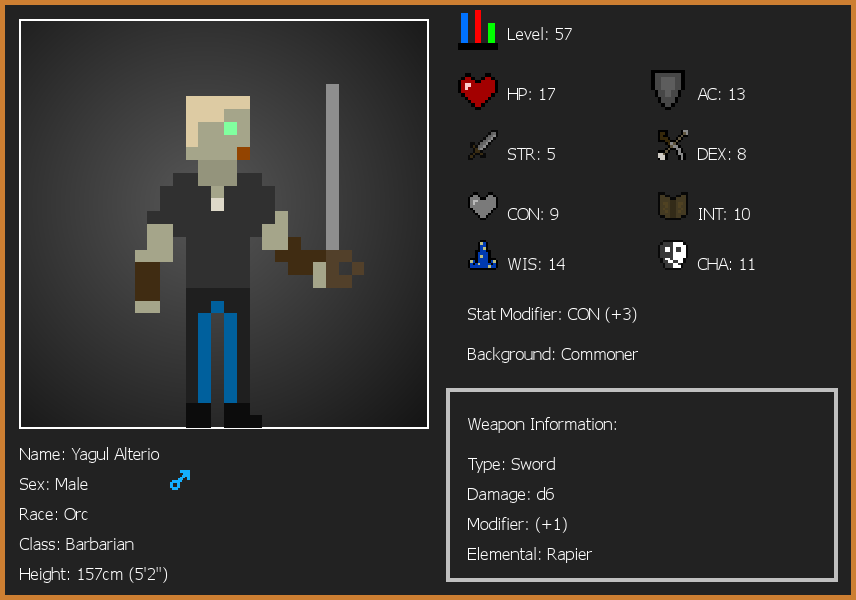 Level: 57
HP: 17
AC: 13
STR: 5
DEX: 8
CON: 9
INT: 10
WIS: 14
CHA: 11
Stat Modifier: CON (+3)
Background: Commoner
Weapon Information:
Type: Sword
Damage: d6
Modifier: (+1)
Elemental: Rapier
Name: Yagul Alterio
Sex: Male
Race: Orc
Class: Barbarian
Height: 157cm (5'2")